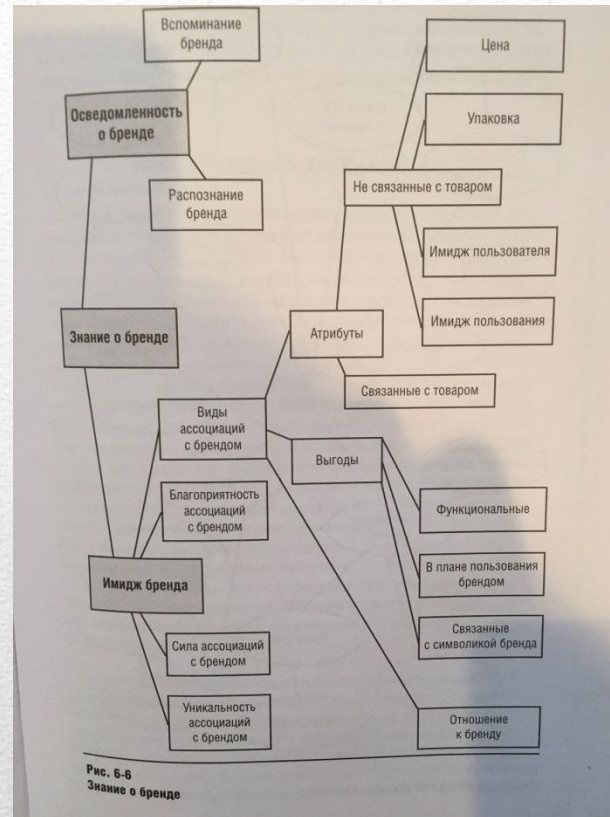 Вспоминание
бренда
Цена
Осведомленность
о бренде
Упаковка
Распознание
бренда
Не связанные с товаром
Имидж пользователя
Знание о бренде
Атрибуты
Имидж пользования
Связанные с товаром
Виды
ассоциаций
с брендом
Выгоды
Благоприятность
ассоциаций
с брендом
Функциональные
Имидж бренда
В плане пользования
брендом
Сила ассоциаций
с брендом
Связанные
с символикой бренда
Уникальность
ассоциаций
с брендом
Отношение
к бренду
Рис. 6-6
Знание о бренде